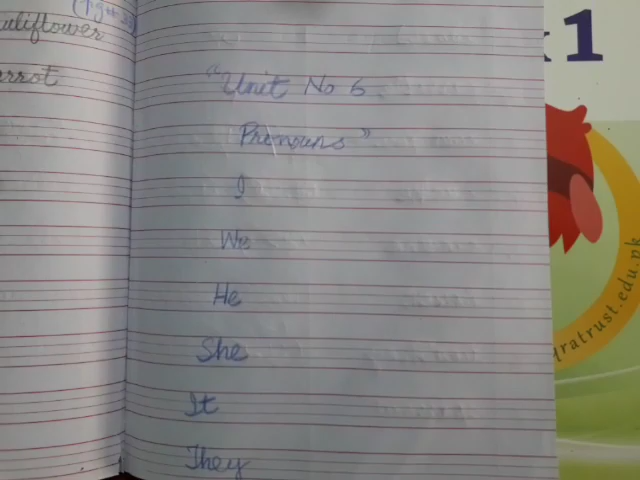 uliflower
rrot
"Unit No 6
Pronouns"
I
We
He
She
It
They
1
ratrust.edu.pk